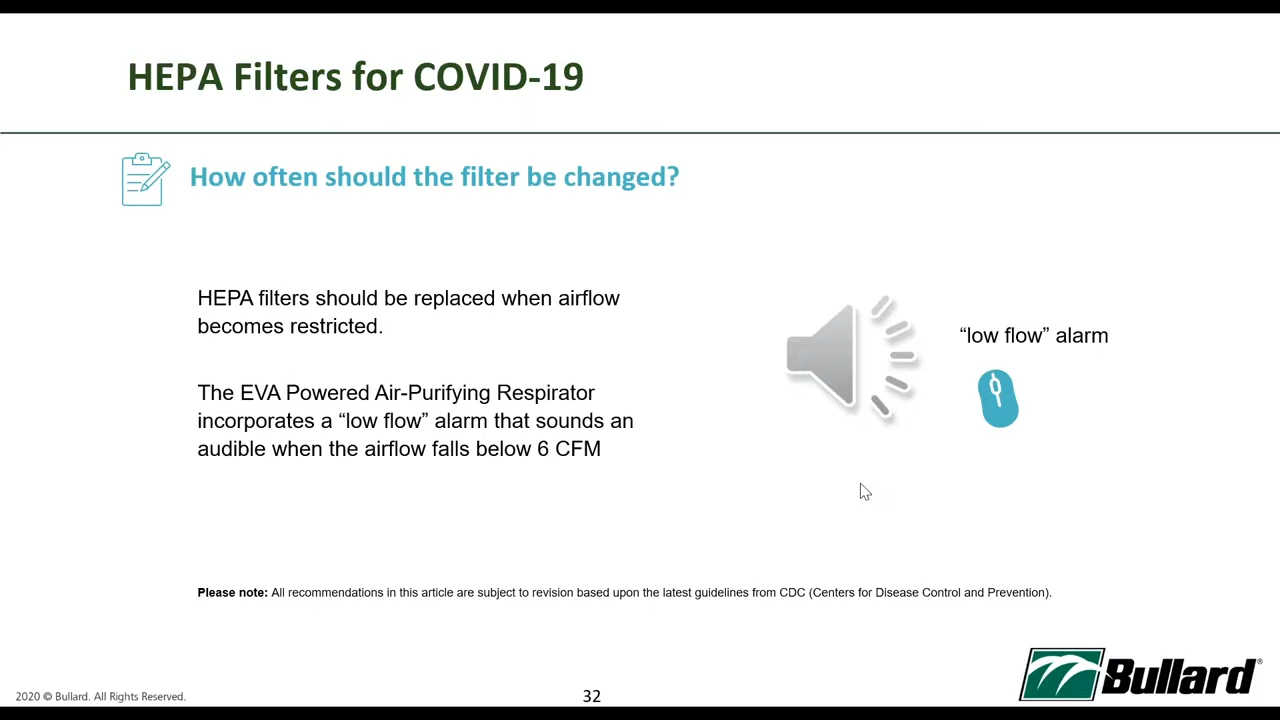 HEPA Filters for COVID-19
How often should the filter be changed?
HEPA filters should be replaced when airflow
becomes restricted.
The EVA Powered Air-Purifying Respirator
incorporates a “low flow” alarm that sounds an
audible when the airflow falls below 6 CFM
“low flow” alarm
Please note: All recommendations in this article are subject to revision based upon the latest guidelines from CDC (Centers for Disease Control and Prevention).
Bullard®
2020 © Bullard. All Rights Reserved.
32